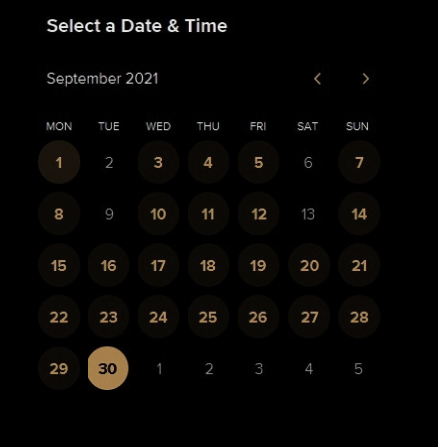 Select a Date & Time
September 2021
MON TUE WED THU FRI SAT SUN
1 2 3 4 5 6 7
8 9 10 11 12 13 14
15 16 17 18 19 20 21
22 23 24 25 26 27 28
29 30 1 2 3 4 5